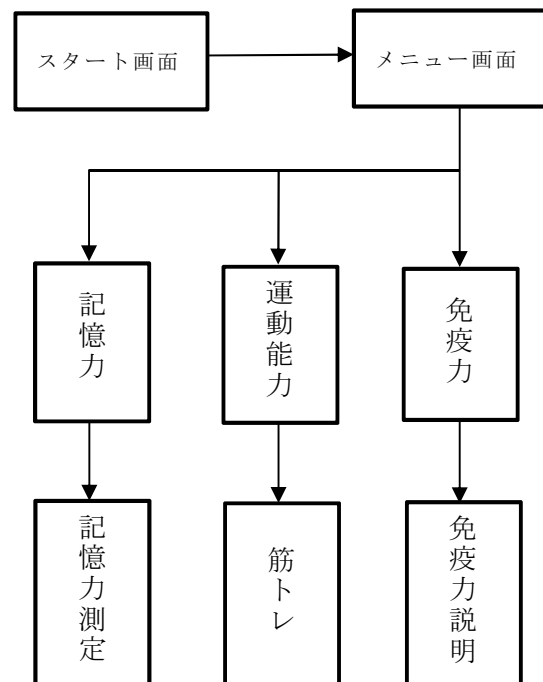 スタート画面
メニュー画面
記憶力
運動能力
免疫力
記憶力測定
筋トレ
免疫力説明